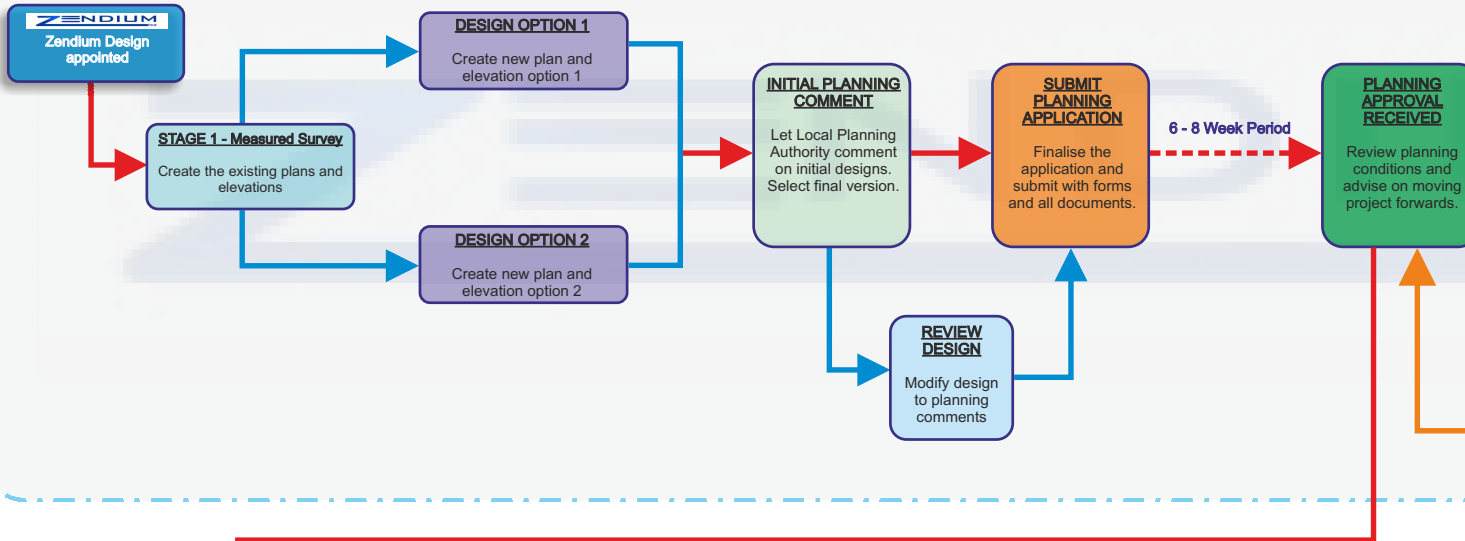 ZENDIUM
Zendium Design
appointed
STAGE 1 - Measured Survey
Create the existing plans and
elevations
DESIGN OPTION 1
Create new plan and
elevation option 1
DESIGN OPTION 2
Create new plan and
elevation option 2
INITIAL PLANNING
COMMENT
Let Local Planning
Authority comment
on initial designs.
Select final version.
REVIEW
DESIGN
Modify design
to planning
comments
SUBMIT
PLANNING
APPLICATION
Finalise the
application and
submit with forms
and all documents.
6 - 8 Week Period
PLANNING
APPROVAL
RECEIVED
Review planning
conditions and
advise on moving
project forwards.